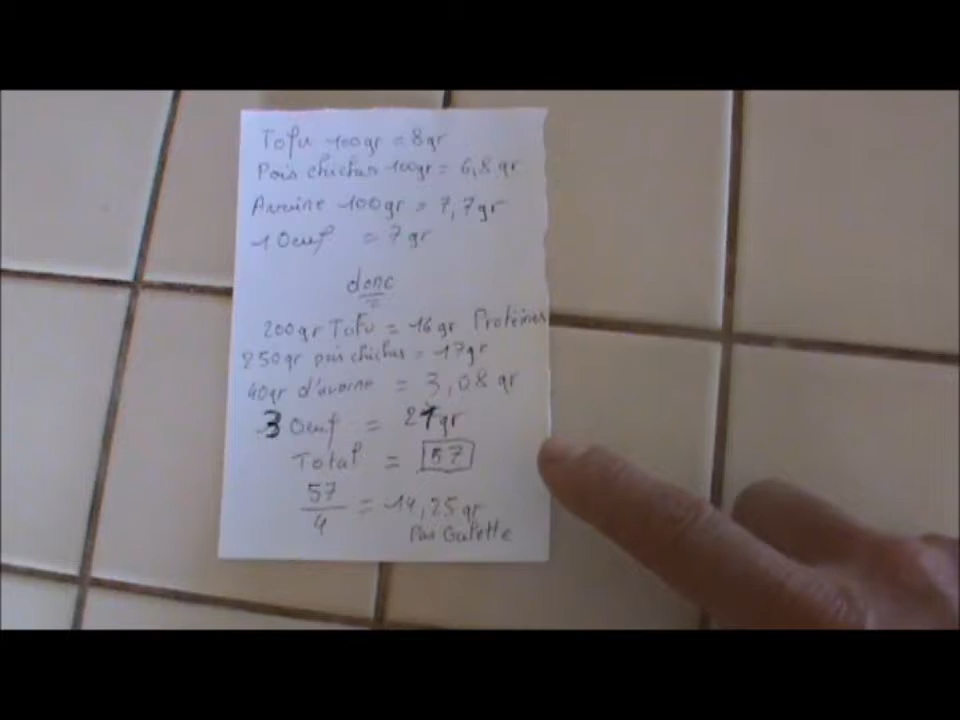 Tofu 100gr = 8gr
Pois chiches 100gr = 6,8 gr
Avoine 100gr = 7,7gr
1 Oeuf = 7gr
donc
200gr Tofu = 16gr Protéines
250gr pois chiches = 17gr
40gr d'avoine = 3,08 gr
3 Oeuf = 21gr
Total = 57
57/4 = 14,25gr
Par Galette